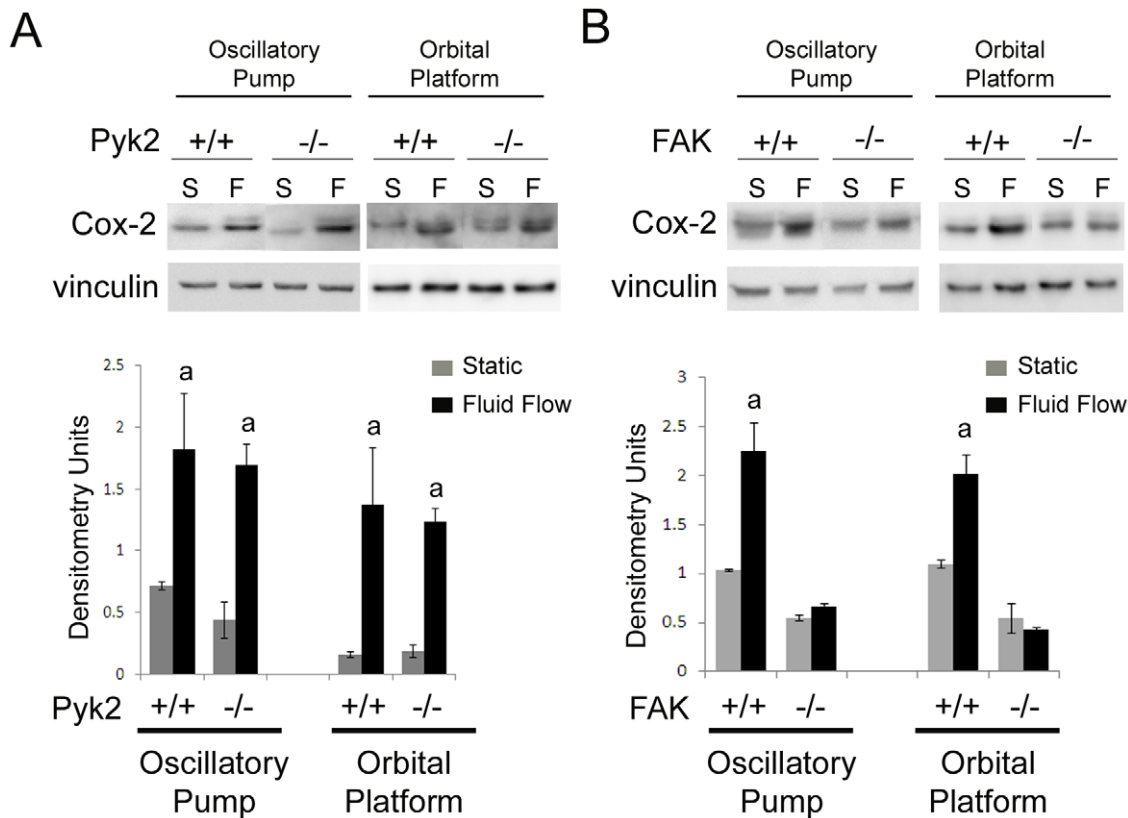 A
Oscillatory Pump
Orbital Platform
Pyk2 +/+ -/- +/+ -/-
S F S F S F S F
Cox-2
vinculin
2.5
2
1.5
1
0.5
0
Densitometry Units
Static
Fluid Flow
a a a a
Pyk2 +/+ -/- +/+ -/-
Oscillatory Pump
Orbital Platform
B
Oscillatory Pump
Orbital Platform
FAK +/+ -/- +/+ -/-
S F S F S F S F
Cox-2
vinculin
3
2.5
2
1.5
1
0.5
0
Densitometry Units
Static
Fluid Flow
a a
FAK +/+ -/- +/+ -/-
Oscillatory Pump
Orbital Platform